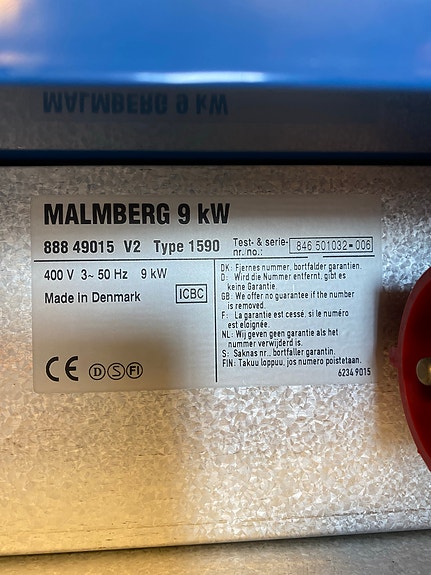 MALMBERG 9 kW
MALMBERG 9 kW
888 49015 V2 Type 1590 Test- & serie-nr./no.: 846 501032-006
400 V 3~ 50 Hz 9 kW
Made in Denmark ICBC
DK: Fjernes nummer, bortfalder garantien.
D: Wird die Nummer entfernt, gibt es
keine Garantie.
GB: We offer no guarantee if the number
is removed.
F: La garantie est cessé, si le numéro
est eloignée.
NL: Wij geven geen garantie als het
nummer verwijderd is.
S: Saknas nr., bortfaller garantin.
FIN: Takuu loppuu, jos numero poistetaan.
CE D S FI
6234 9015